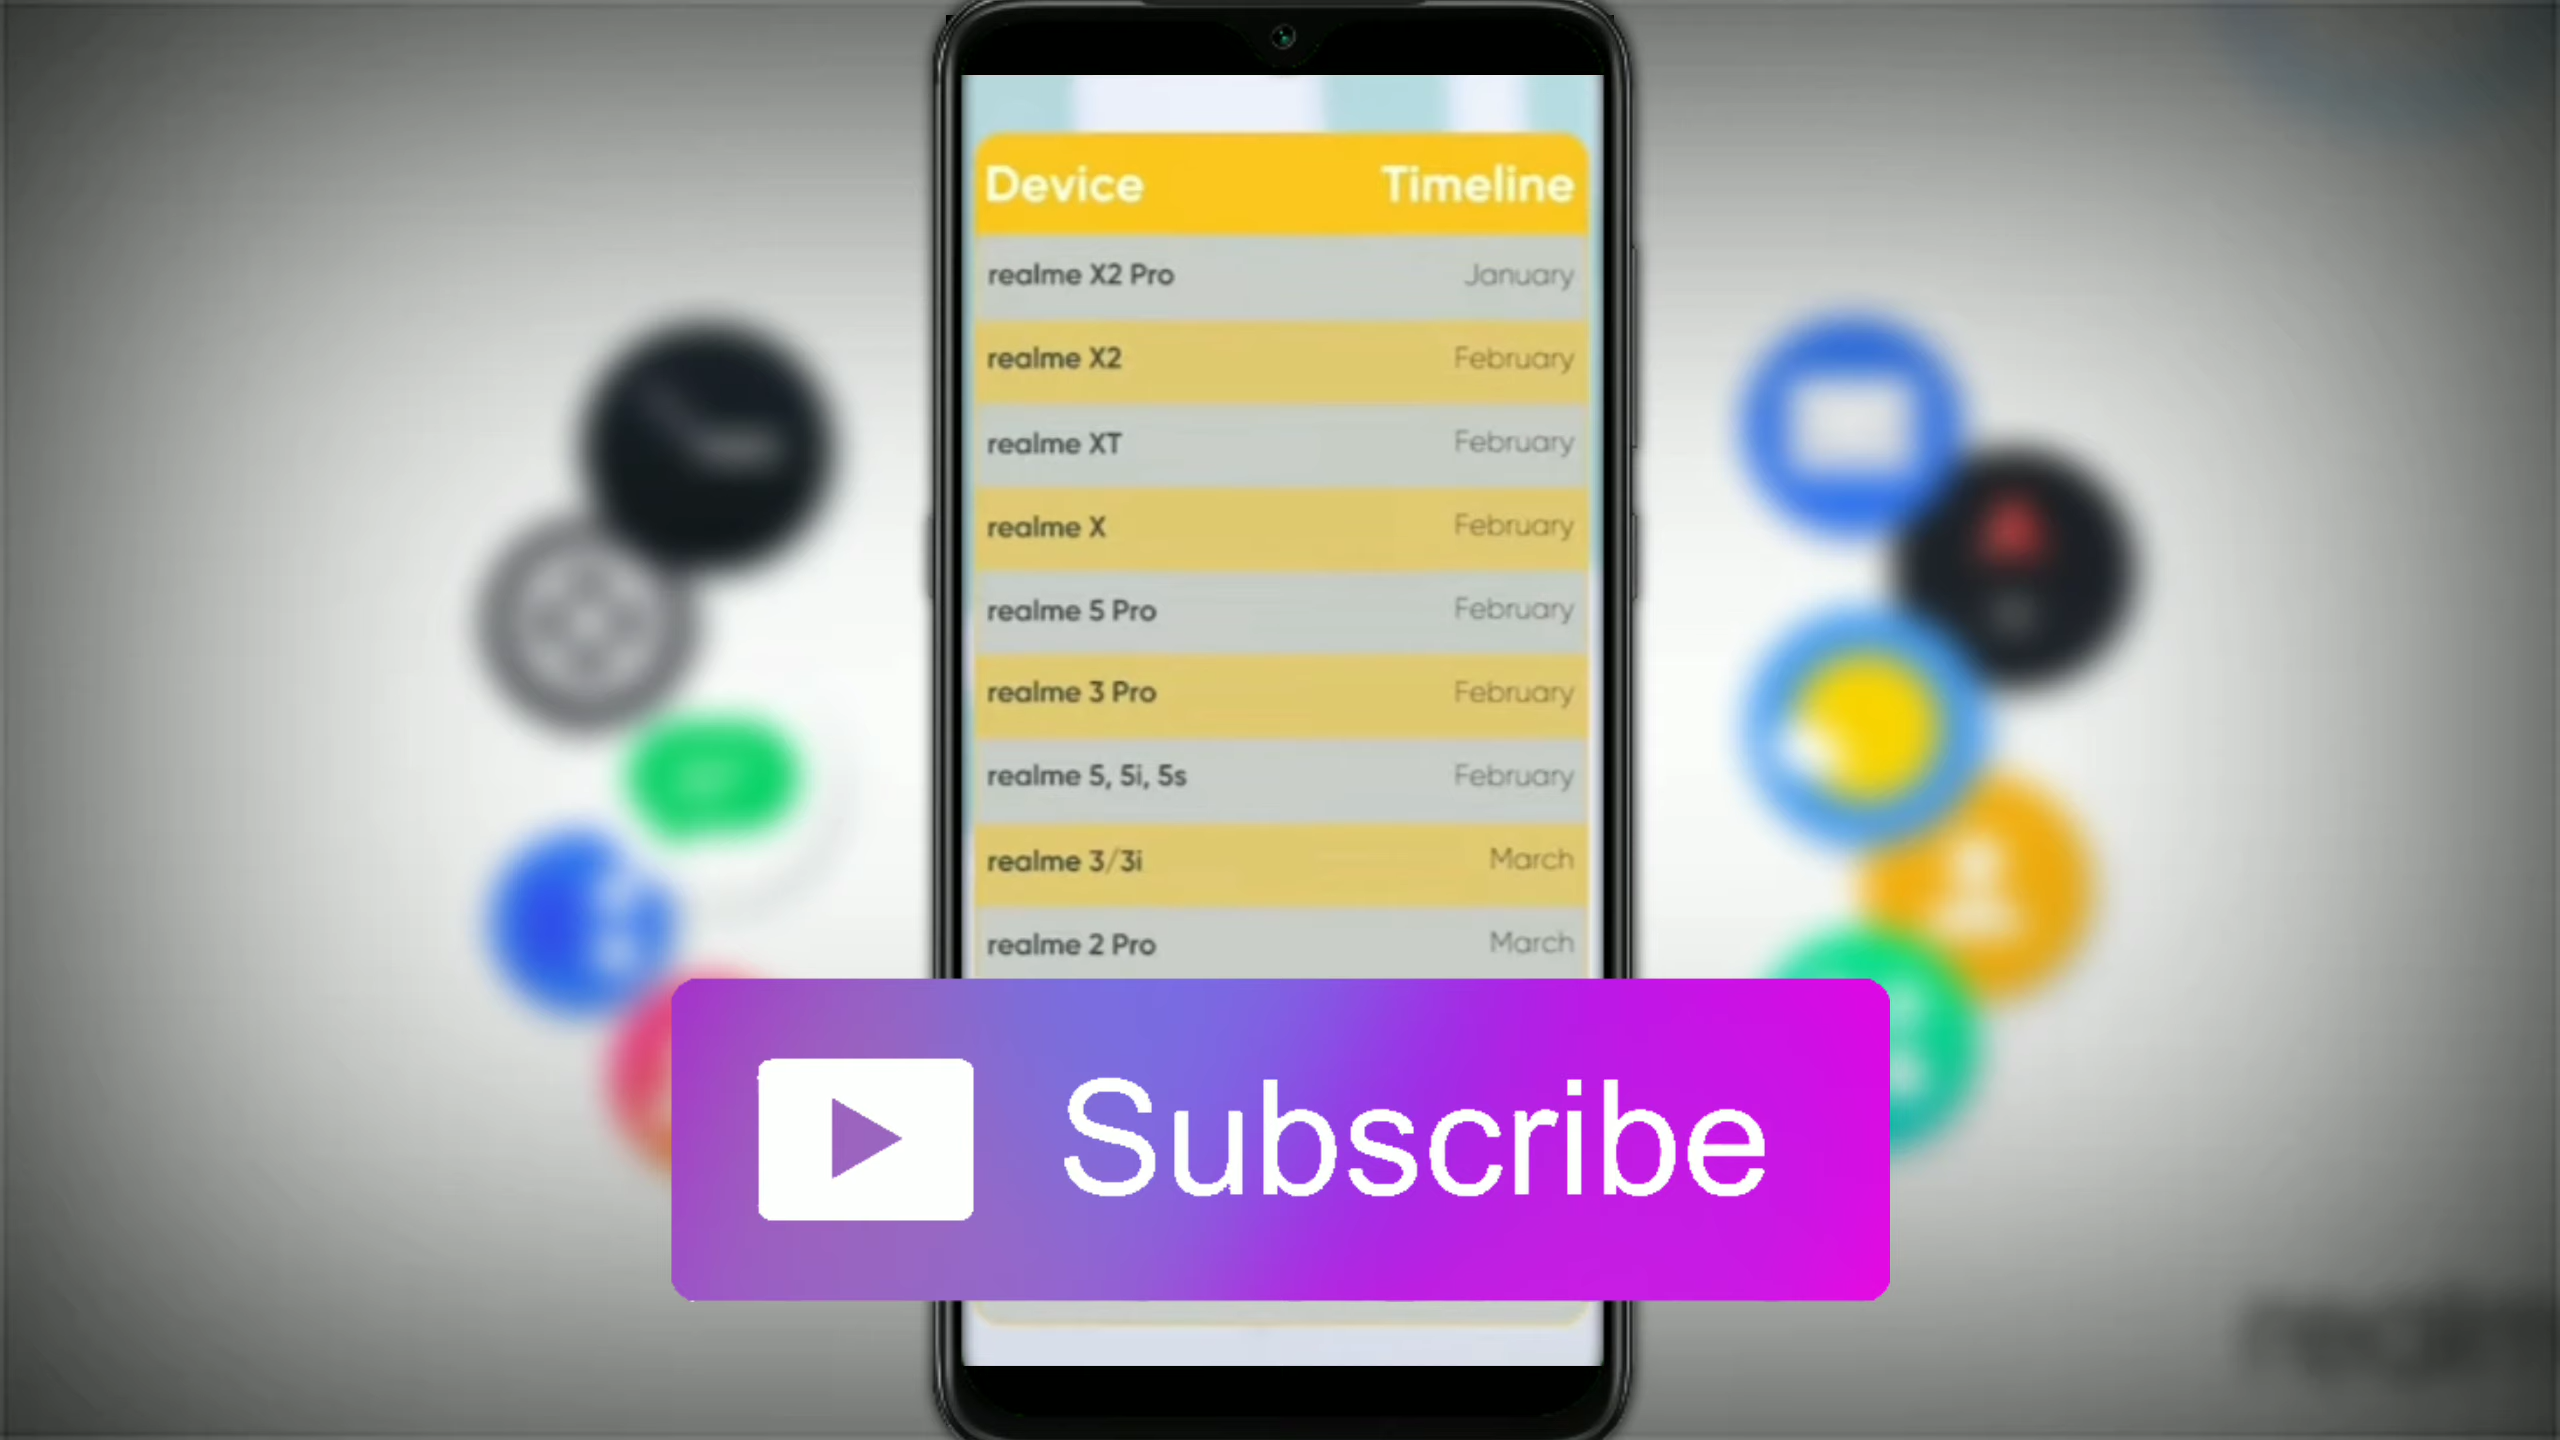 Device Timeline
realme X2 Pro January
realme X2 February
realme XT February
realme X February
realme 5 Pro February
realme 3 Pro February
realme 5, 5i, 5s February
realme 3/3i March
realme 2 Pro March
Subscribe